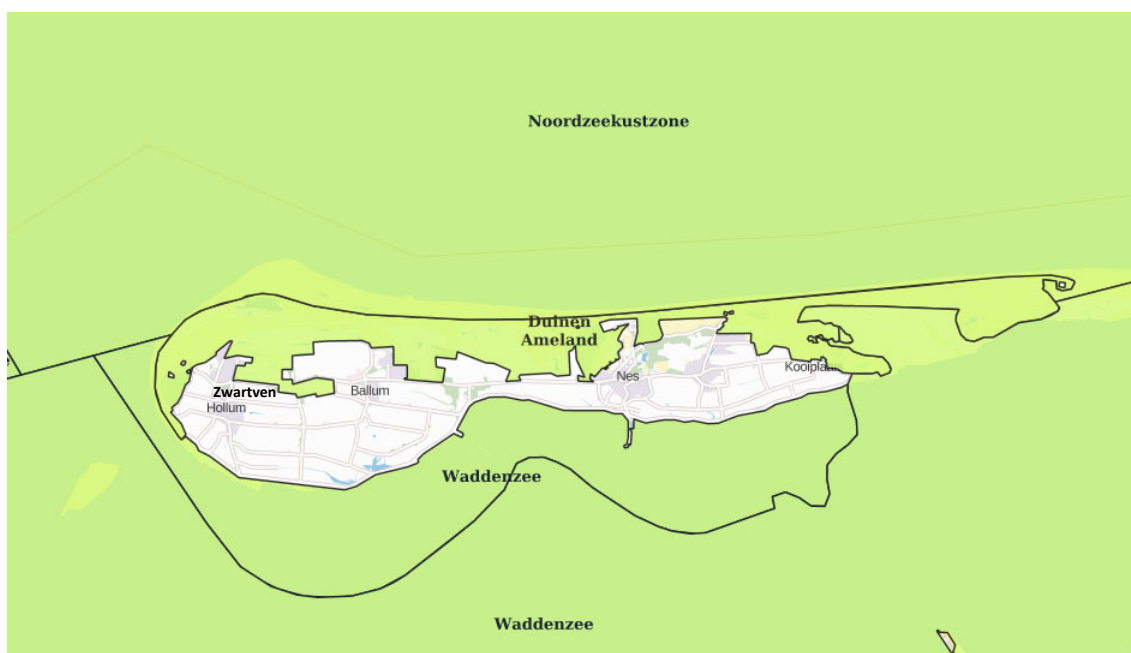 Noordzeekustzone
Duinen
Ameland
Zwartven
Hollum
Ballum
Nes
Waddenzee
Waddenzee